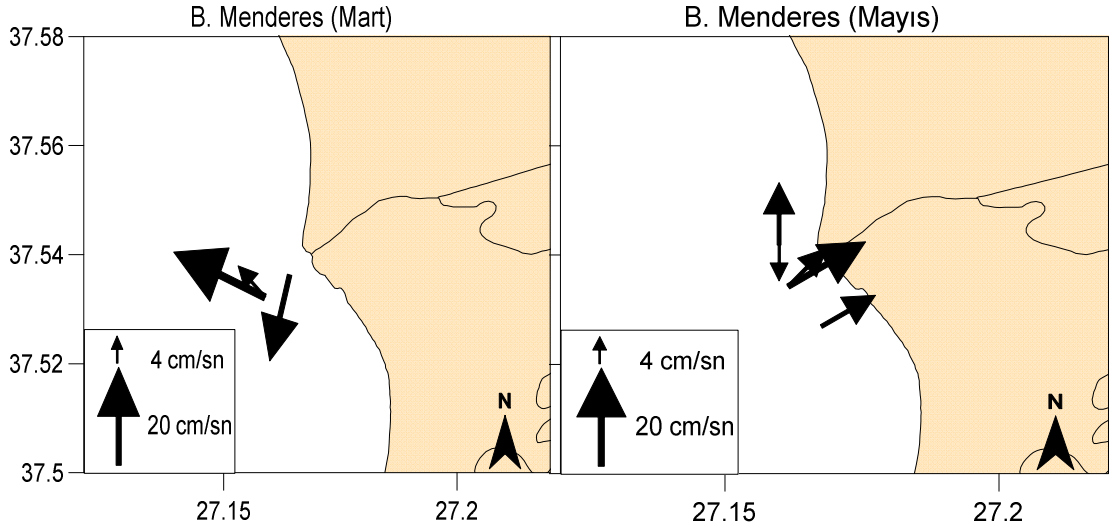 B. Menderes (Mart)
37.58
37.56
37.54
37.52
37.5
4 cm/sn
20 cm/sn
N
27.15
27.2
B. Menderes (Mayıs)
4 cm/sn
20 cm/sn
N
27.15
27.2